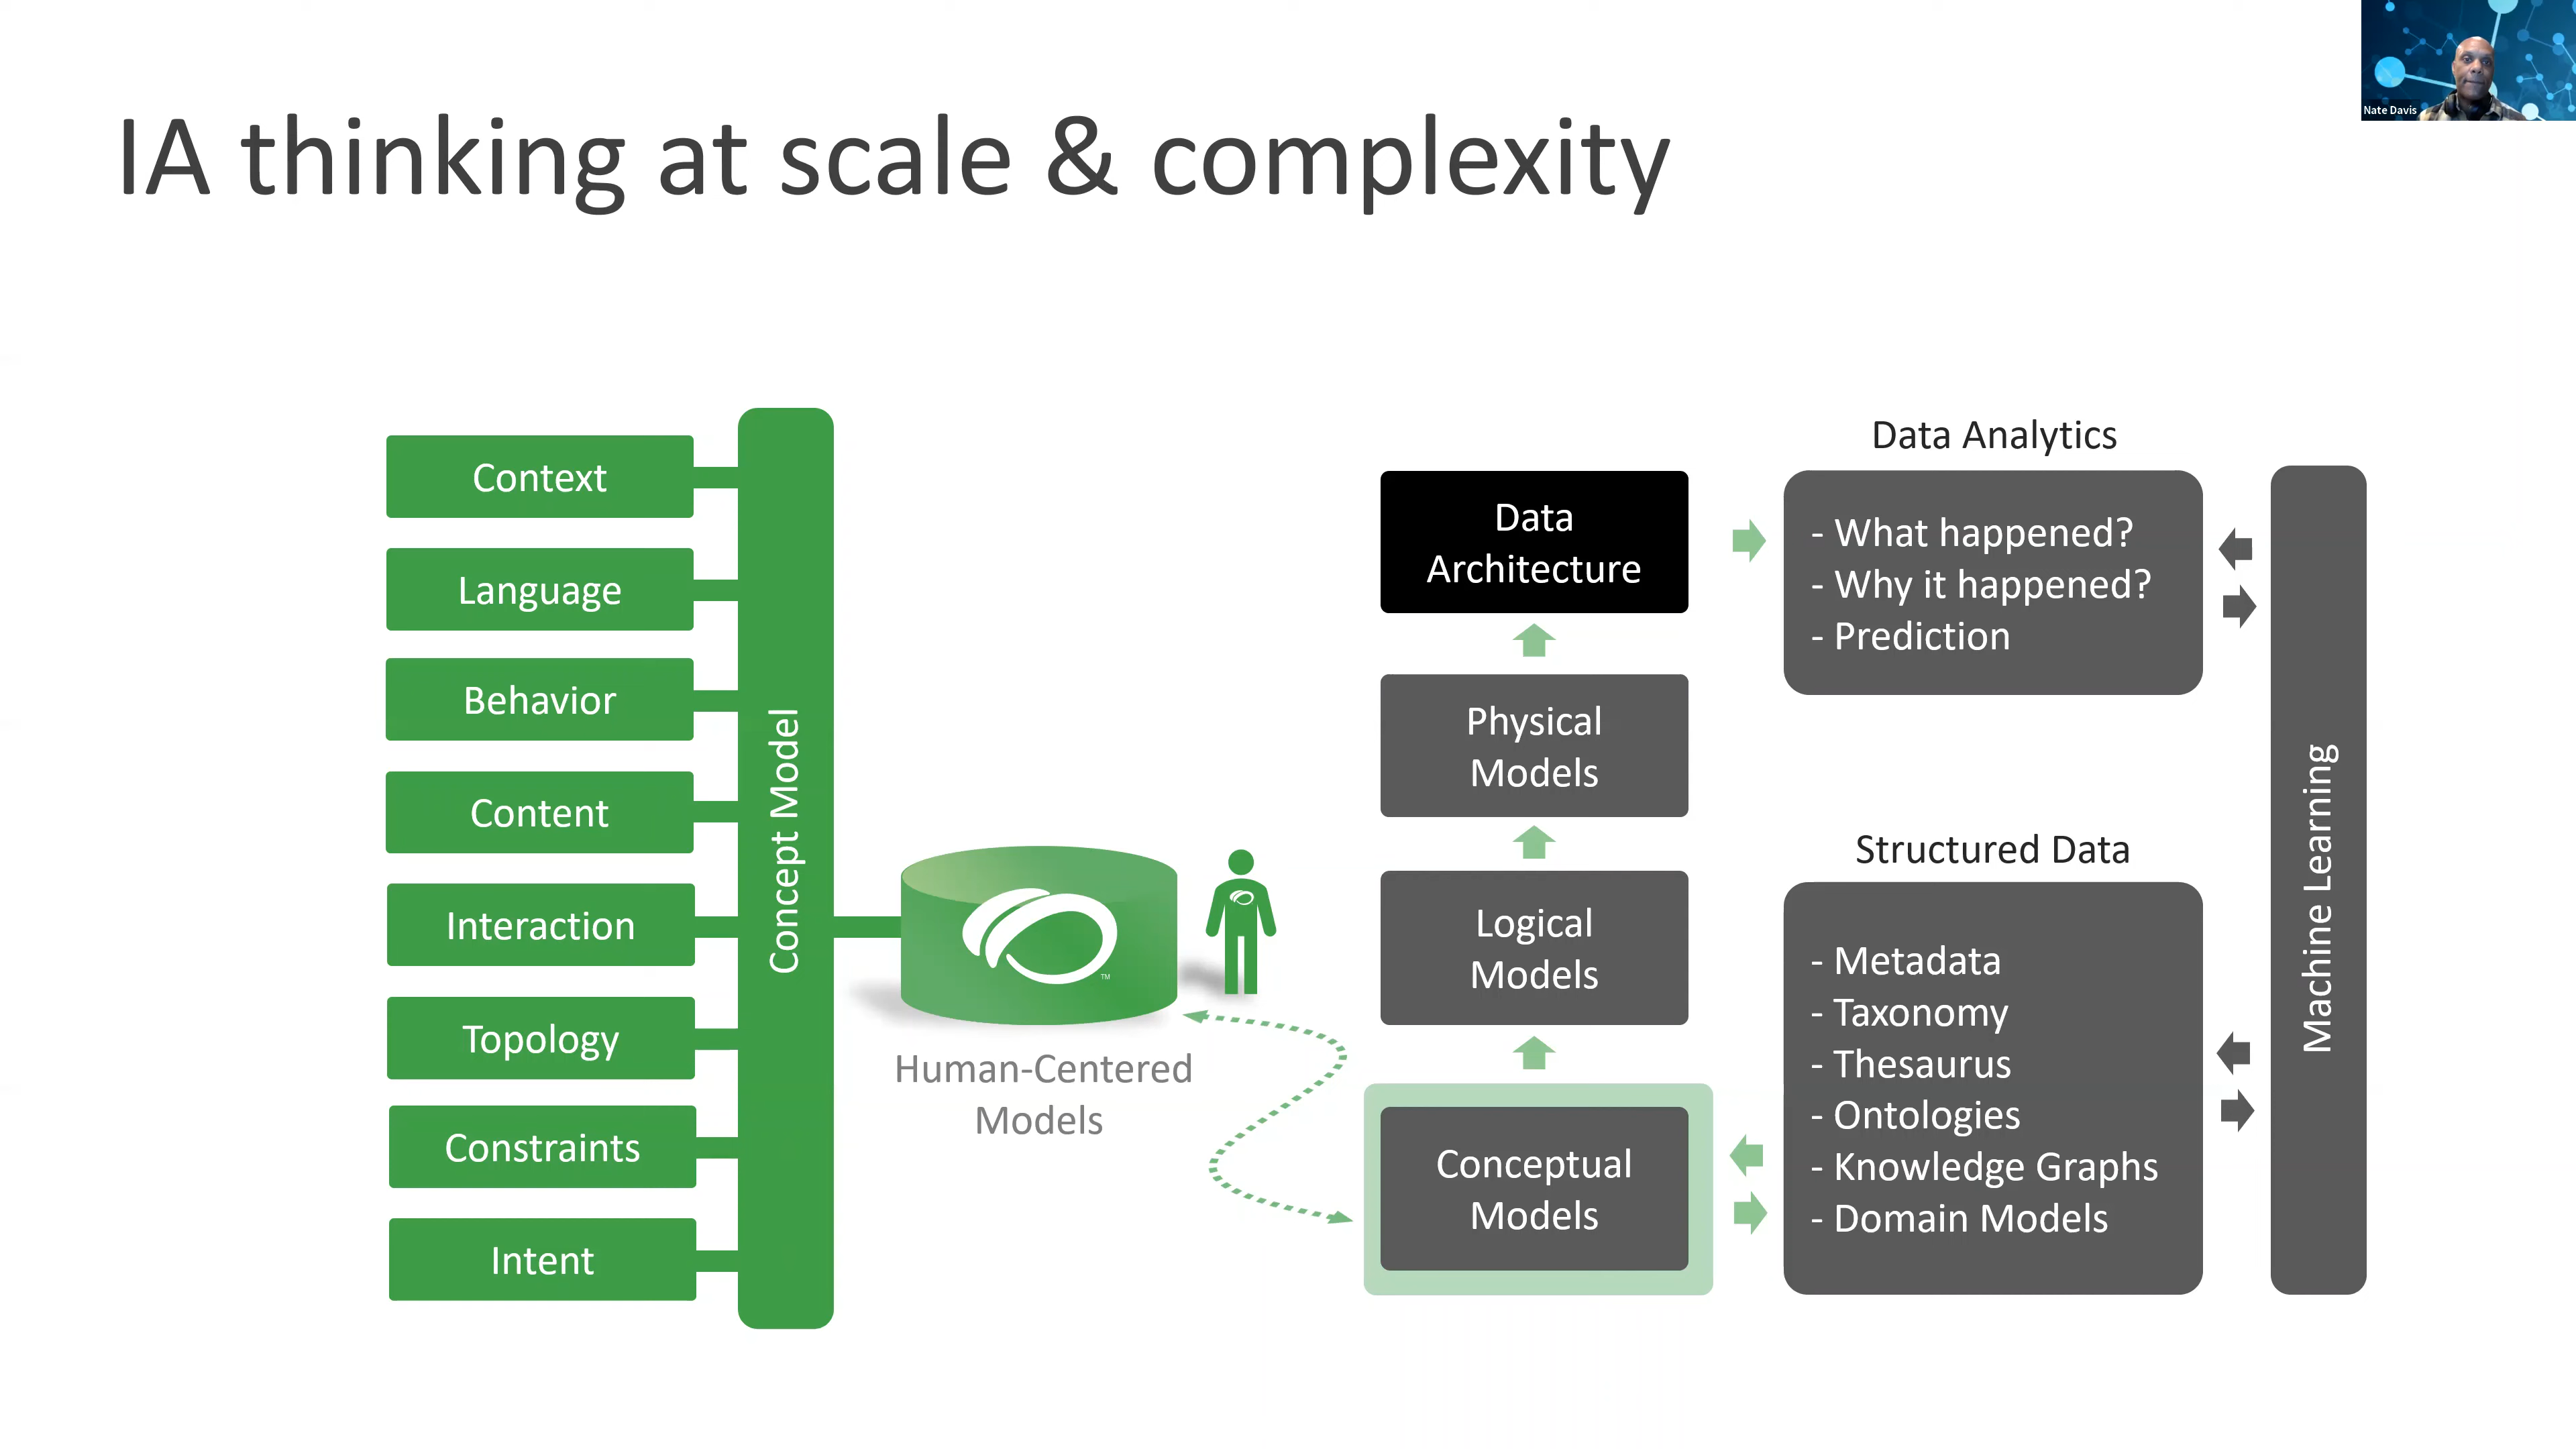 Nate Davis
IA thinking at scale & complexity
Context
Language
Behavior
Content
Interaction
Topology
Constraints
Intent
Concept Model
TM
Human-Centered
Models
Data
Architecture
Physical
Models
Logical
Models
Conceptual
Models
Data Analytics
- What happened?
- Why it happened?
- Prediction
Structured Data
- Metadata
- Taxonomy
- Thesaurus
- Ontologies
- Knowledge Graphs
- Domain Models
Machine Learning